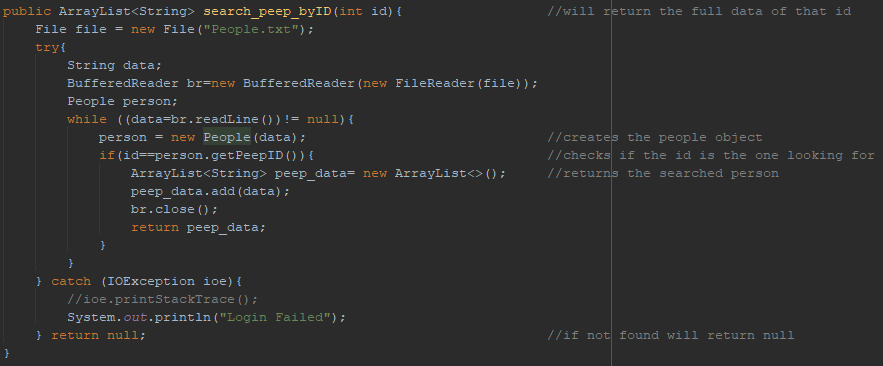 public ArrayList<String> search_peep_byID(int id){ //will return the full data of that id
File file = new File("People.txt");
try{
String data;
BufferedReader br=new BufferedReader(new FileReader(file));
People person;
while ((data=br.readLine())!= null){
person = new People(data); //creates the people object
if(id==person.getPeepID()){ //checks if the id is the one looking for
ArrayList<String> peep_data= new ArrayList<>(); //returns the searched person
peep_data.add(data);
br.close();
return peep_data;
}
}
} catch (IOException ioe){
//ioe.printStackTrace();
System.out.println("Login Failed");
} return null; //if not found will return null
}